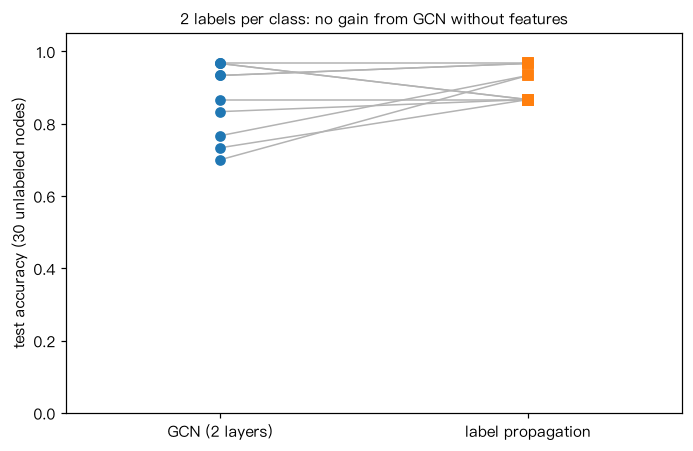 2 labels per class: no gain from GCN without features
test accuracy (30 unlabeled nodes)
1.0
0.8
0.6
0.4
0.2
0.0
GCN (2 layers)
label propagation